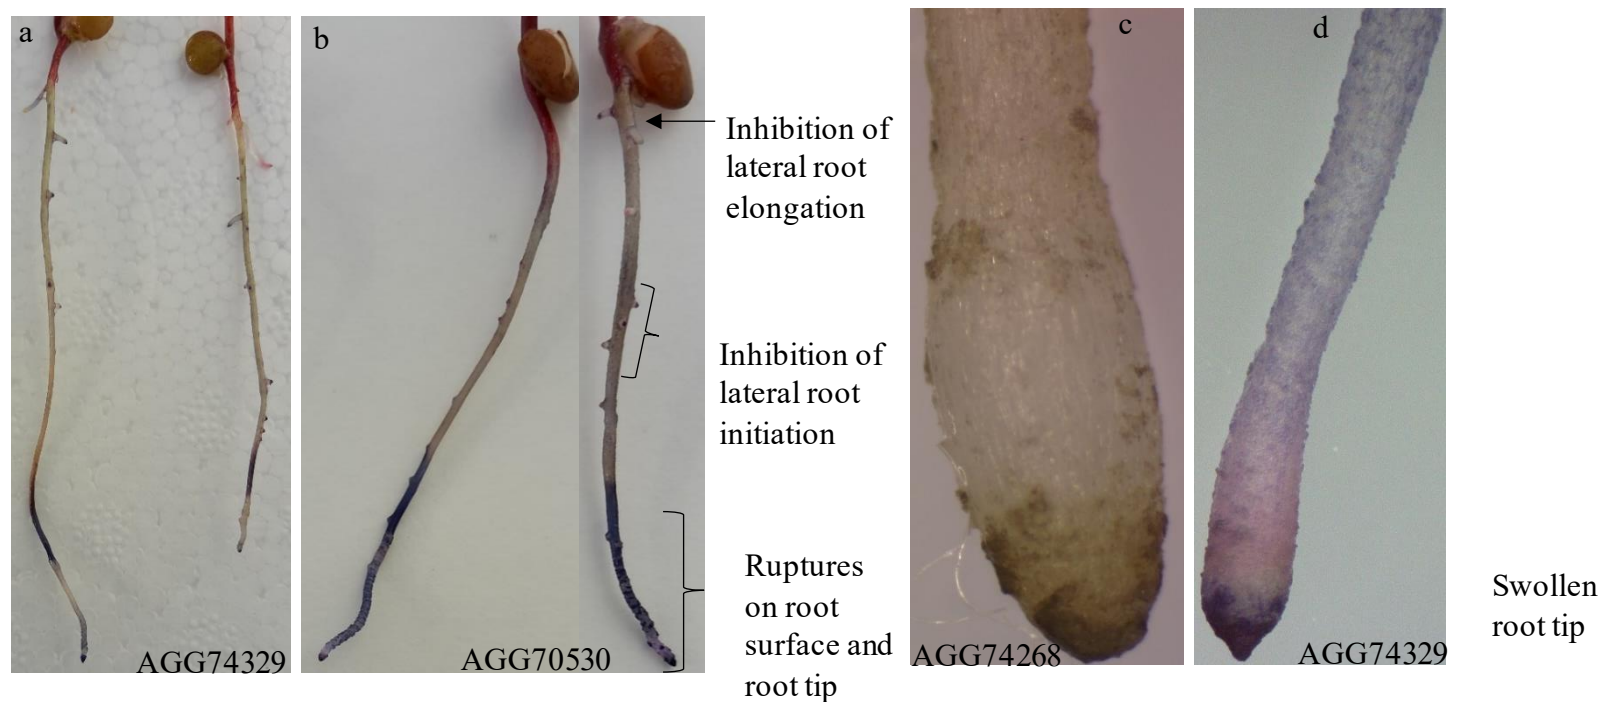 a
b
c
d
Inhibition of
lateral root
elongation
Inhibition of
lateral root
initiation
Ruptures
on root
surface and
root tip
Swollen
root tip
AGG74329
AGG70530
AGG74268
AGG74329